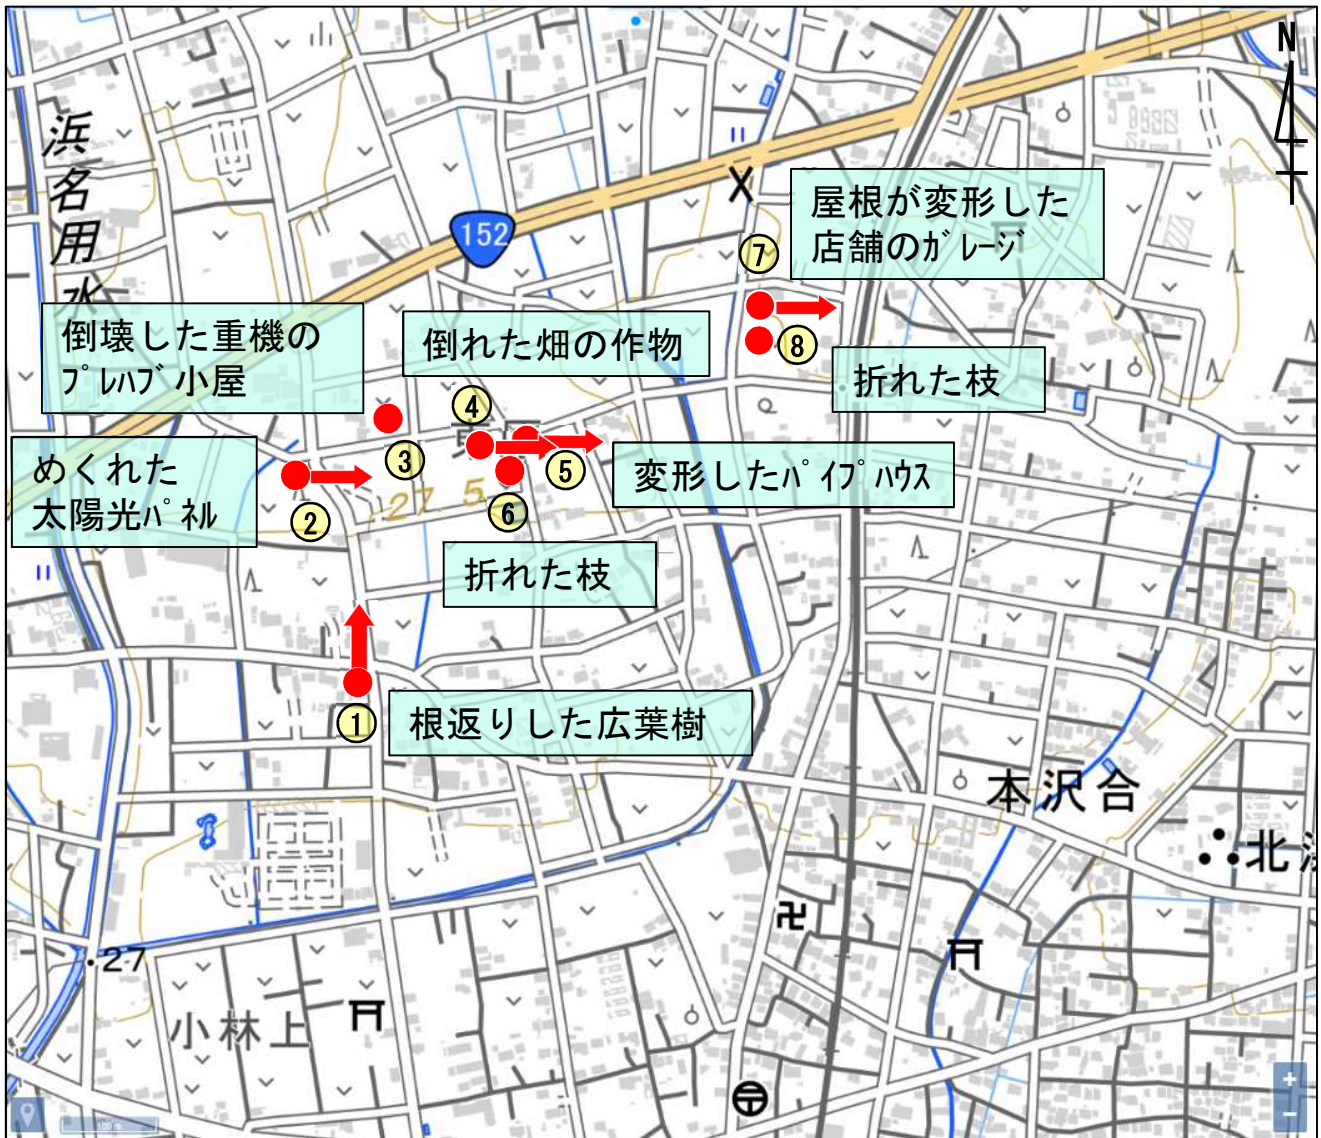 N
浜名用水
152
屋根が変形した
店舗のｶﾞﾚｰｼﾞ
⑦
⑧
折れた枝
倒壊した重機の
ﾌﾟﾚﾊﾌﾞ小屋
倒れた畑の作物
④
③
⑤
変形したﾊﾟｲﾌﾟﾊｳｽ
めくれた
太陽光ﾊﾟﾈﾙ
②
27.5
⑥
折れた枝
①
根返りした広葉樹
本沢合
27
小林上
100 m
+
−